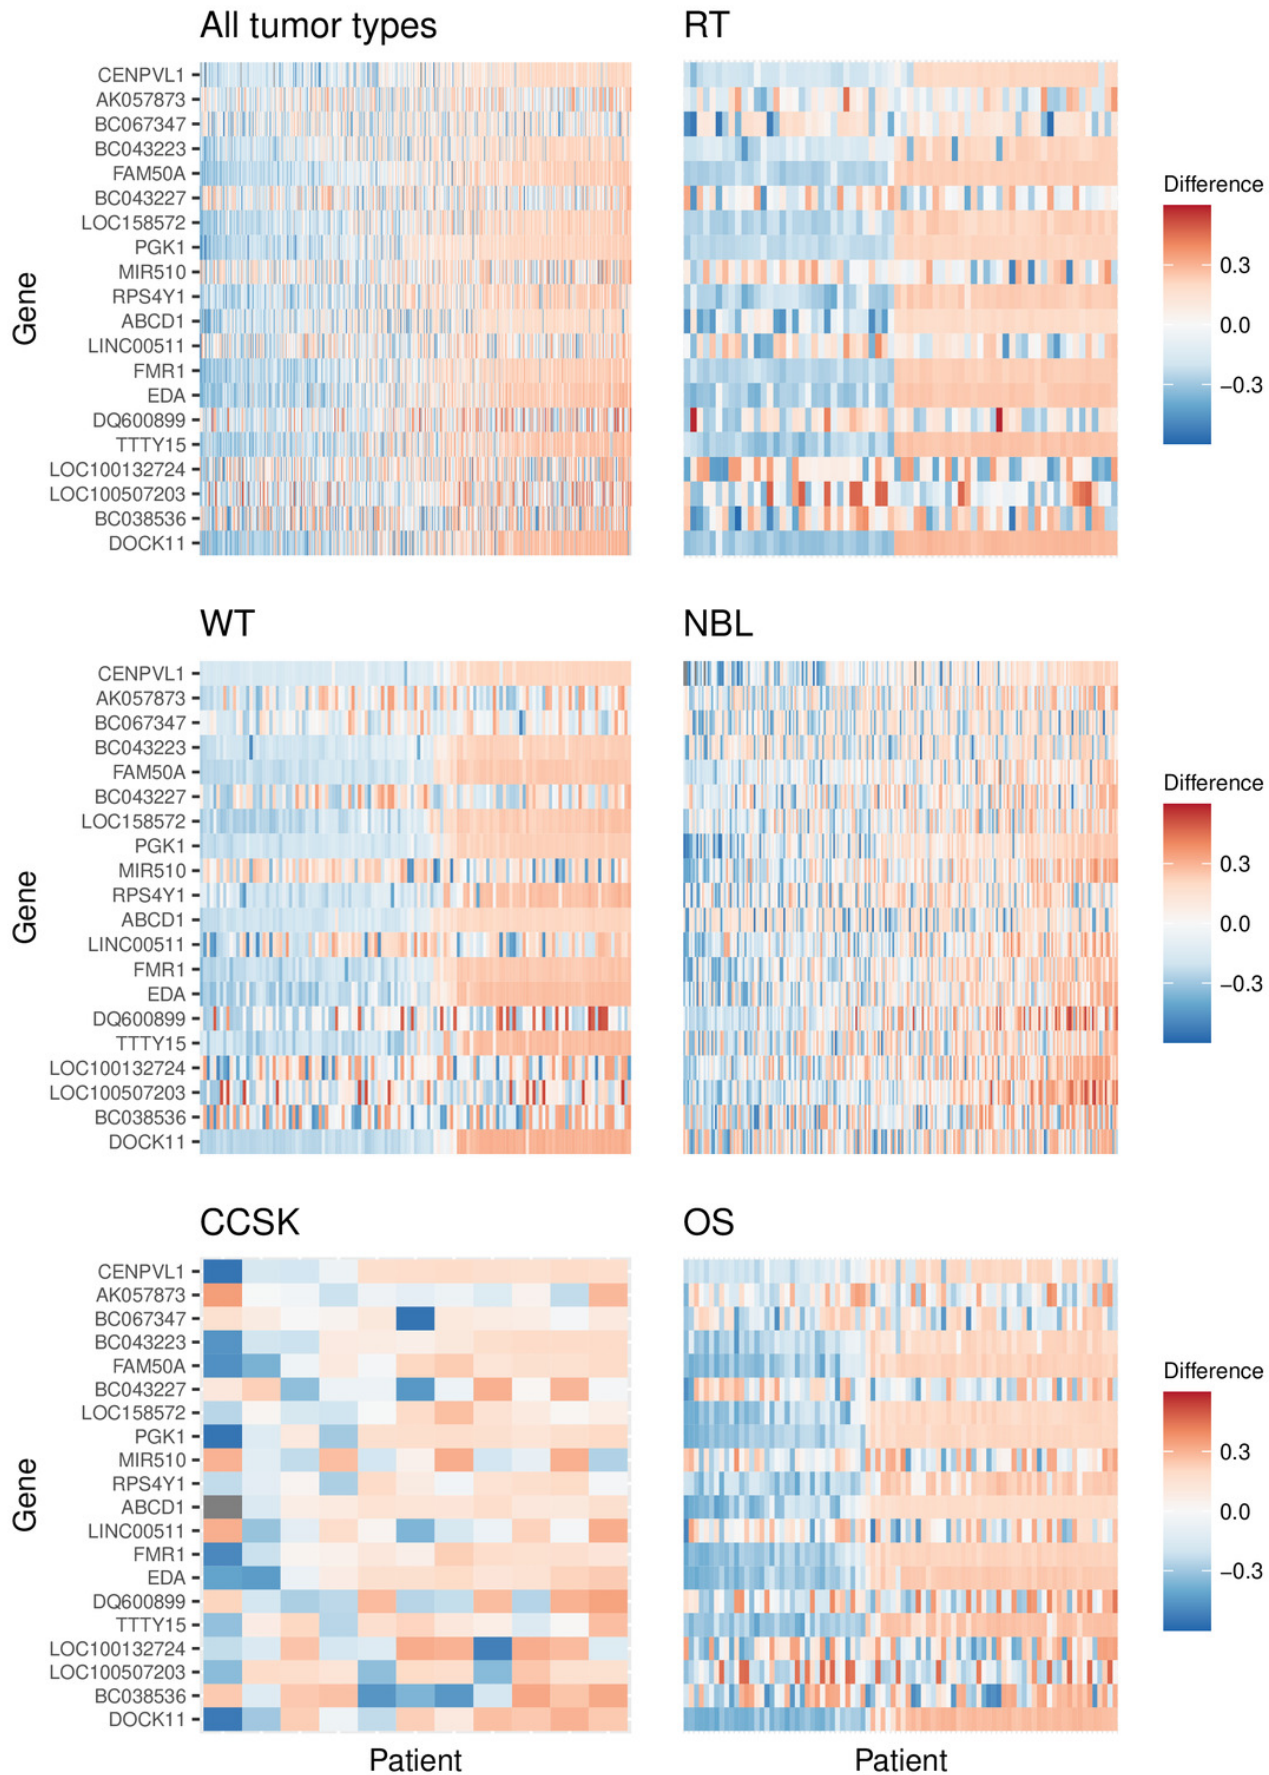 All tumor types
RT
CENPVL1
AK057873
BC067347
BC043223
FAM50A
BC043227
LOC158572
PGK1
MIR510
RPS4Y1
ABCD1
LINC00511
FMR1
EDA
DQ600899
TTTY15
LOC100132724
LOC100507203
BC038536
DOCK11
Gene
Difference
0.3
0.0
−0.3
WT
NBL
CENPVL1
AK057873
BC067347
BC043223
FAM50A
BC043227
LOC158572
PGK1
MIR510
RPS4Y1
ABCD1
LINC00511
FMR1
EDA
DQ600899
TTTY15
LOC100132724
LOC100507203
BC038536
DOCK11
Gene
Difference
0.3
0.0
−0.3
CCSK
OS
CENPVL1
AK057873
BC067347
BC043223
FAM50A
BC043227
LOC158572
PGK1
MIR510
RPS4Y1
ABCD1
LINC00511
FMR1
EDA
DQ600899
TTTY15
LOC100132724
LOC100507203
BC038536
DOCK11
Gene
Difference
0.3
0.0
−0.3
Patient
Patient